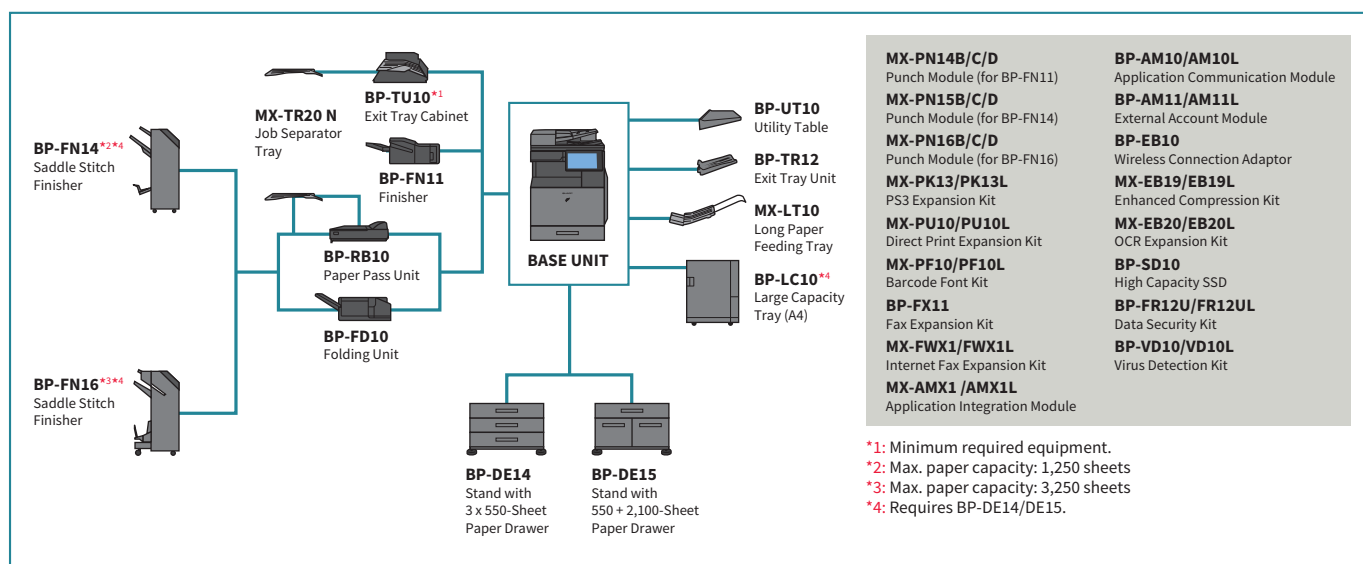 MX-TR20 N
Job Separator
Tray
BP-TU10*1
Exit Tray Cabinet
BP-FN11
Finisher
BP-FN14*2*4
Saddle Stitch
Finisher
BP-RB10
Paper Pass Unit
BP-FD10
Folding Unit
BP-FN16*3*4
Saddle Stitch
Finisher
BASE UNIT
BP-UT10
Utility Table
BP-TR12
Exit Tray Unit
MX-LT10
Long Paper
Feeding Tray
BP-LC10*4
Large Capacity
Tray (A4)
BP-DE14
Stand with
3 x 550-Sheet
Paper Drawer
BP-DE15
Stand with
550 + 2,100-Sheet
Paper Drawer
MX-PN14B/C/D
Punch Module (for BP-FN11)
MX-PN15B/C/D
Punch Module (for BP-FN14)
MX-PN16B/C/D
Punch Module (for BP-FN16)
MX-PK13/PK13L
PS3 Expansion Kit
MX-PU10/PU10L
Direct Print Expansion Kit
MX-PF10/PF10L
Barcode Font Kit
BP-FX11
Fax Expansion Kit
MX-FWX1/FWX1L
Internet Fax Expansion Kit
MX-AMX1 /AMX1L
Application Integration Module
BP-AM10/AM10L
Application Communication Module
BP-AM11/AM11L
External Account Module
BP-EB10
Wireless Connection Adaptor
MX-EB19/EB19L
Enhanced Compression Kit
MX-EB20/EB20L
OCR Expansion Kit
BP-SD10
High Capacity SSD
BP-FR12U/FR12UL
Data Security Kit
BP-VD10/VD10L
Virus Detection Kit
*1: Minimum required equipment.
*2: Max. paper capacity: 1,250 sheets
*3: Max. paper capacity: 3,250 sheets
*4: Requires BP-DE14/DE15.